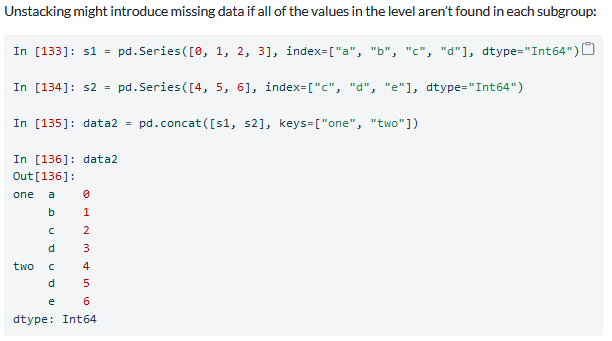 Unstacking might introduce missing data if all of the values in the level aren’t found in each subgroup:
In [133]: s1 = pd.Series([0, 1, 2, 3], index=["a", "b", "c", "d"], dtype="Int64")
In [134]: s2 = pd.Series([4, 5, 6], index=["c", "d", "e"], dtype="Int64")
In [135]: data2 = pd.concat([s1, s2], keys=["one", "two"])
In [136]: data2
Out[136]:
one  a    0
     b    1
     c    2
     d    3
two  c    4
     d    5
     e    6
dtype: Int64